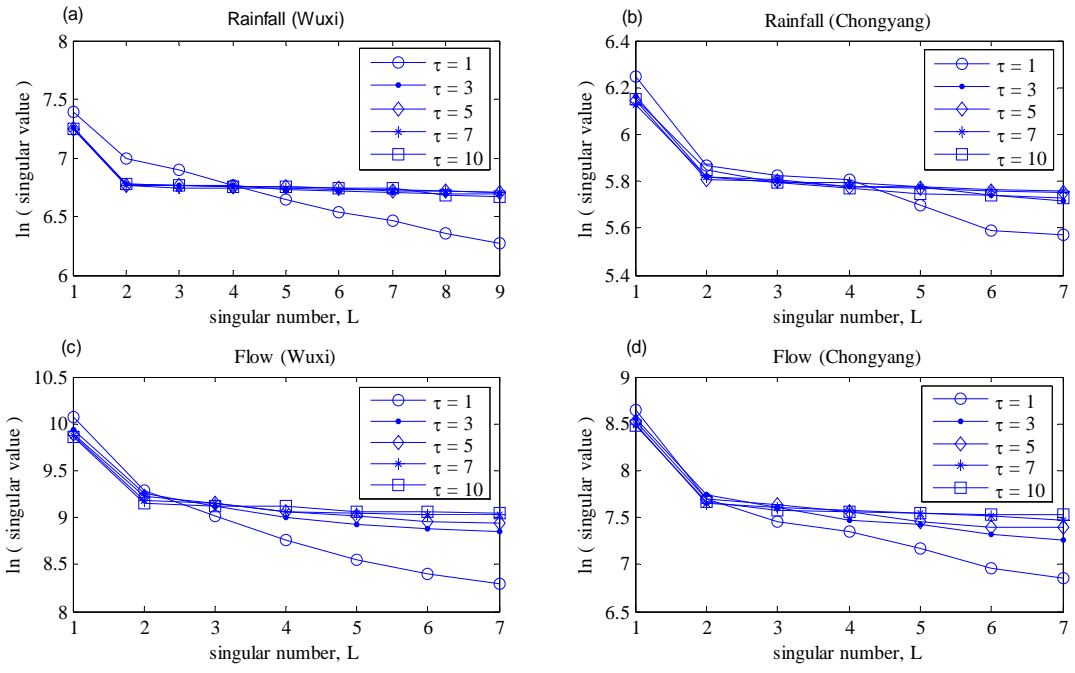 (a)
Rainfall (Wuxi)
8
7.5
7
6.5
6
ln ( singular value )
τ = 1
τ = 3
τ = 5
τ = 7
τ = 10
1 2 3 4 5 6 7 8 9
singular number, L
(b)
Rainfall (Chongyang)
6.4
6.2
6
5.8
5.6
5.4
ln ( singular value )
τ = 1
τ = 3
τ = 5
τ = 7
τ = 10
1 2 3 4 5 6 7
singular number, L
(c)
Flow (Wuxi)
10.5
10
9.5
9
8.5
8
ln ( singular value )
τ = 1
τ = 3
τ = 5
τ = 7
τ = 10
1 2 3 4 5 6 7
singular number, L
(d)
Flow (Chongyang)
9
8.5
8
7.5
7
6.5
ln ( singular value )
τ = 1
τ = 3
τ = 5
τ = 7
τ = 10
1 2 3 4 5 6 7
singular number, L